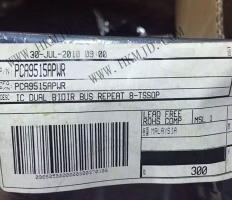 30-JUL-2010 09:00
WWW.HKMJD.COM
PCA9515APWR
PCA9515APWR
DESC IC DUAL BIDIR BUS REPEAT 8-TSSOP
LEAD FREE
ROHS COMP
MSL 1
MALAYSIA
300